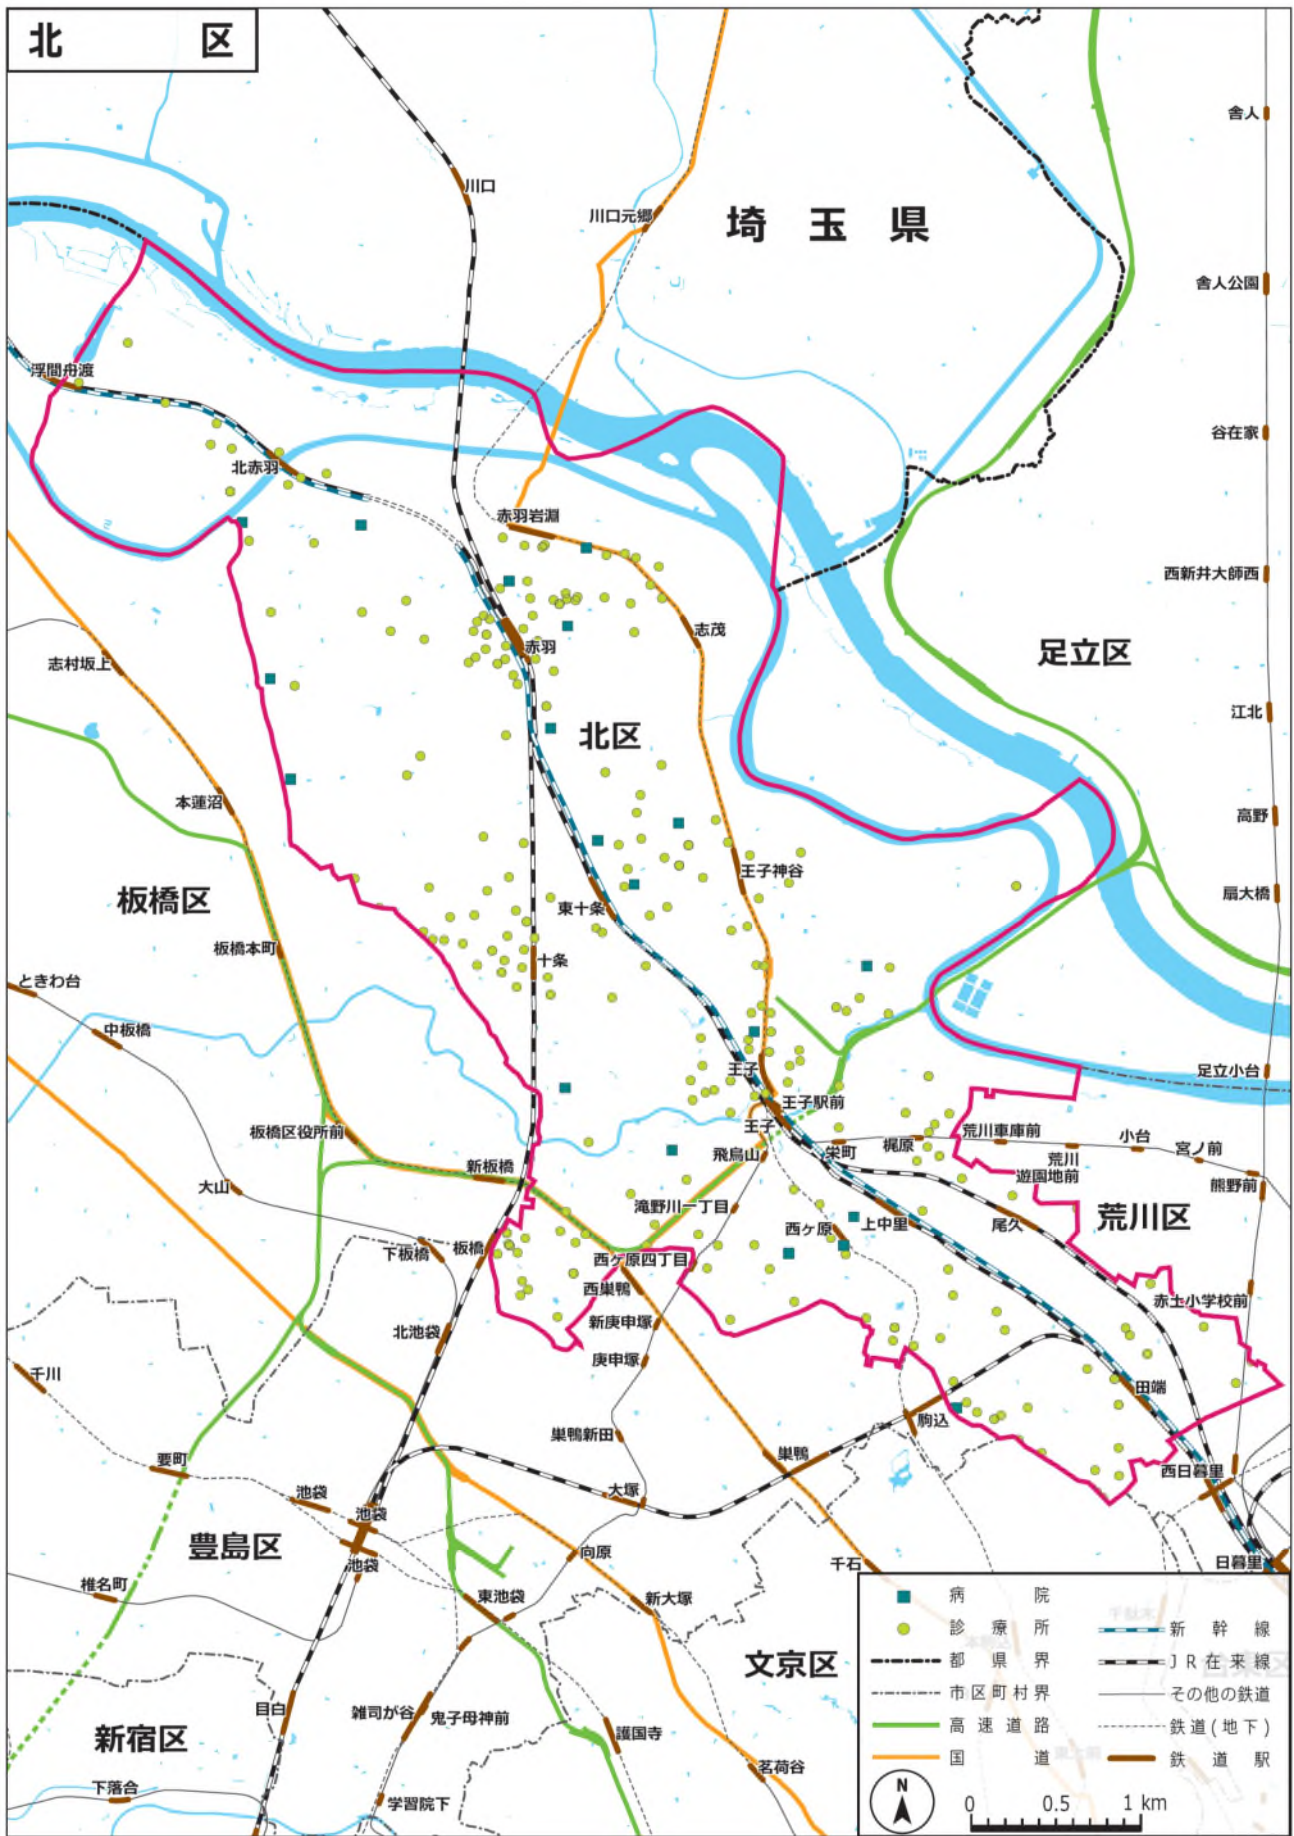 北 区
舎人
川口
川口元郷
埼 玉 県
舎人公園
浮間舟渡
谷在家
北赤羽
赤羽岩淵
西新井大師西
志茂
赤羽
足立区
志村坂上
江北
北区
本蓮沼
高野
王子神谷
板橋区
扇大橋
東十条
板橋本町
十条
ときわ台
中板橋
足立小台
王子
王子駅前
板橋区役所前
王子
荒川車庫前
小台
宮ノ前
飛鳥山
栄町
梶原
荒川
遊園地前
新板橋
熊野前
大山
滝野川一丁目
西ヶ原
上中里
尾久
荒川区
下板橋
板橋
西ヶ原四丁目
西巣鴨
赤土小学校前
新庚申塚
北池袋
庚申塚
千川
田端
駒込
巣鴨新田
要町
巣鴨
西日暮里
池袋
大塚
池袋
豊島区
池袋
向原
千石
日暮里
椎名町
東池袋
新大塚
文京区
目白
雑司が谷
鬼子母神前
護国寺
新宿区
茗荷谷
下落合
学習院下
病 院
診 療 所
都 県 界
市区町村界
高 速 道 路
国 道
新 幹 線
JR在来線
その他の鉄道
鉄道(地下)
鉄 道 駅
N
0 0.5 1 km